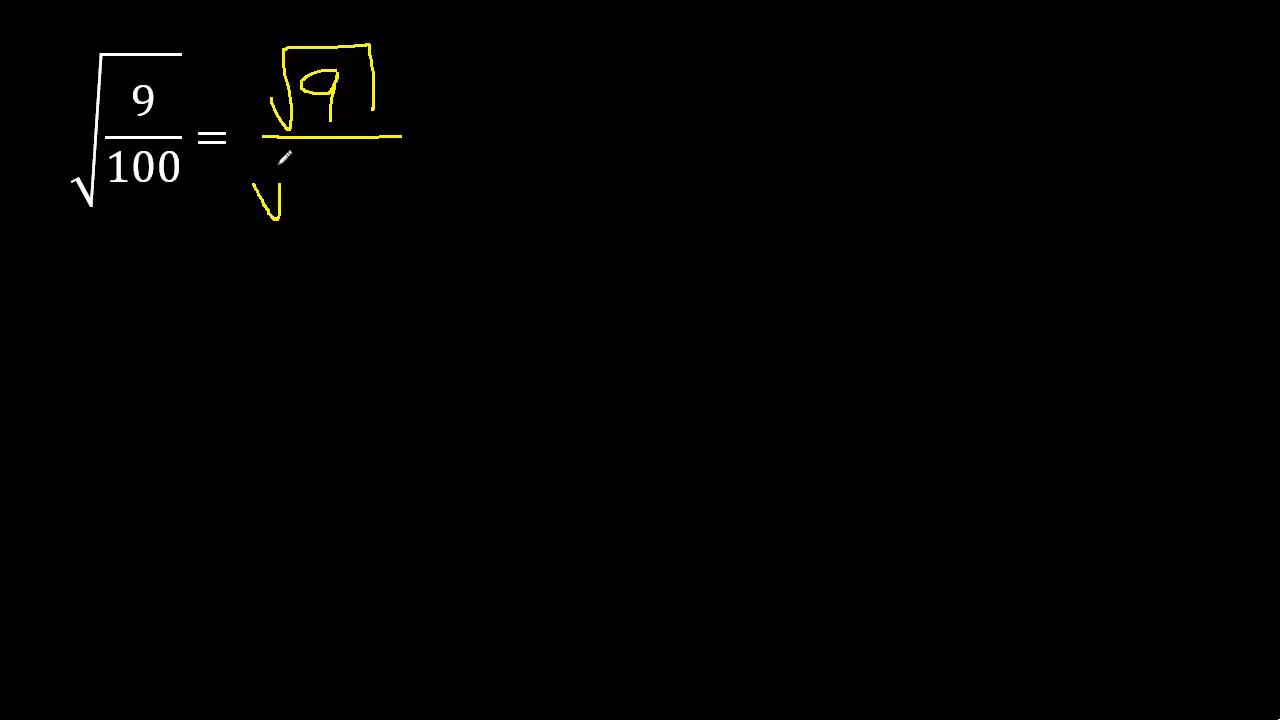 √(9/100) = √9/√